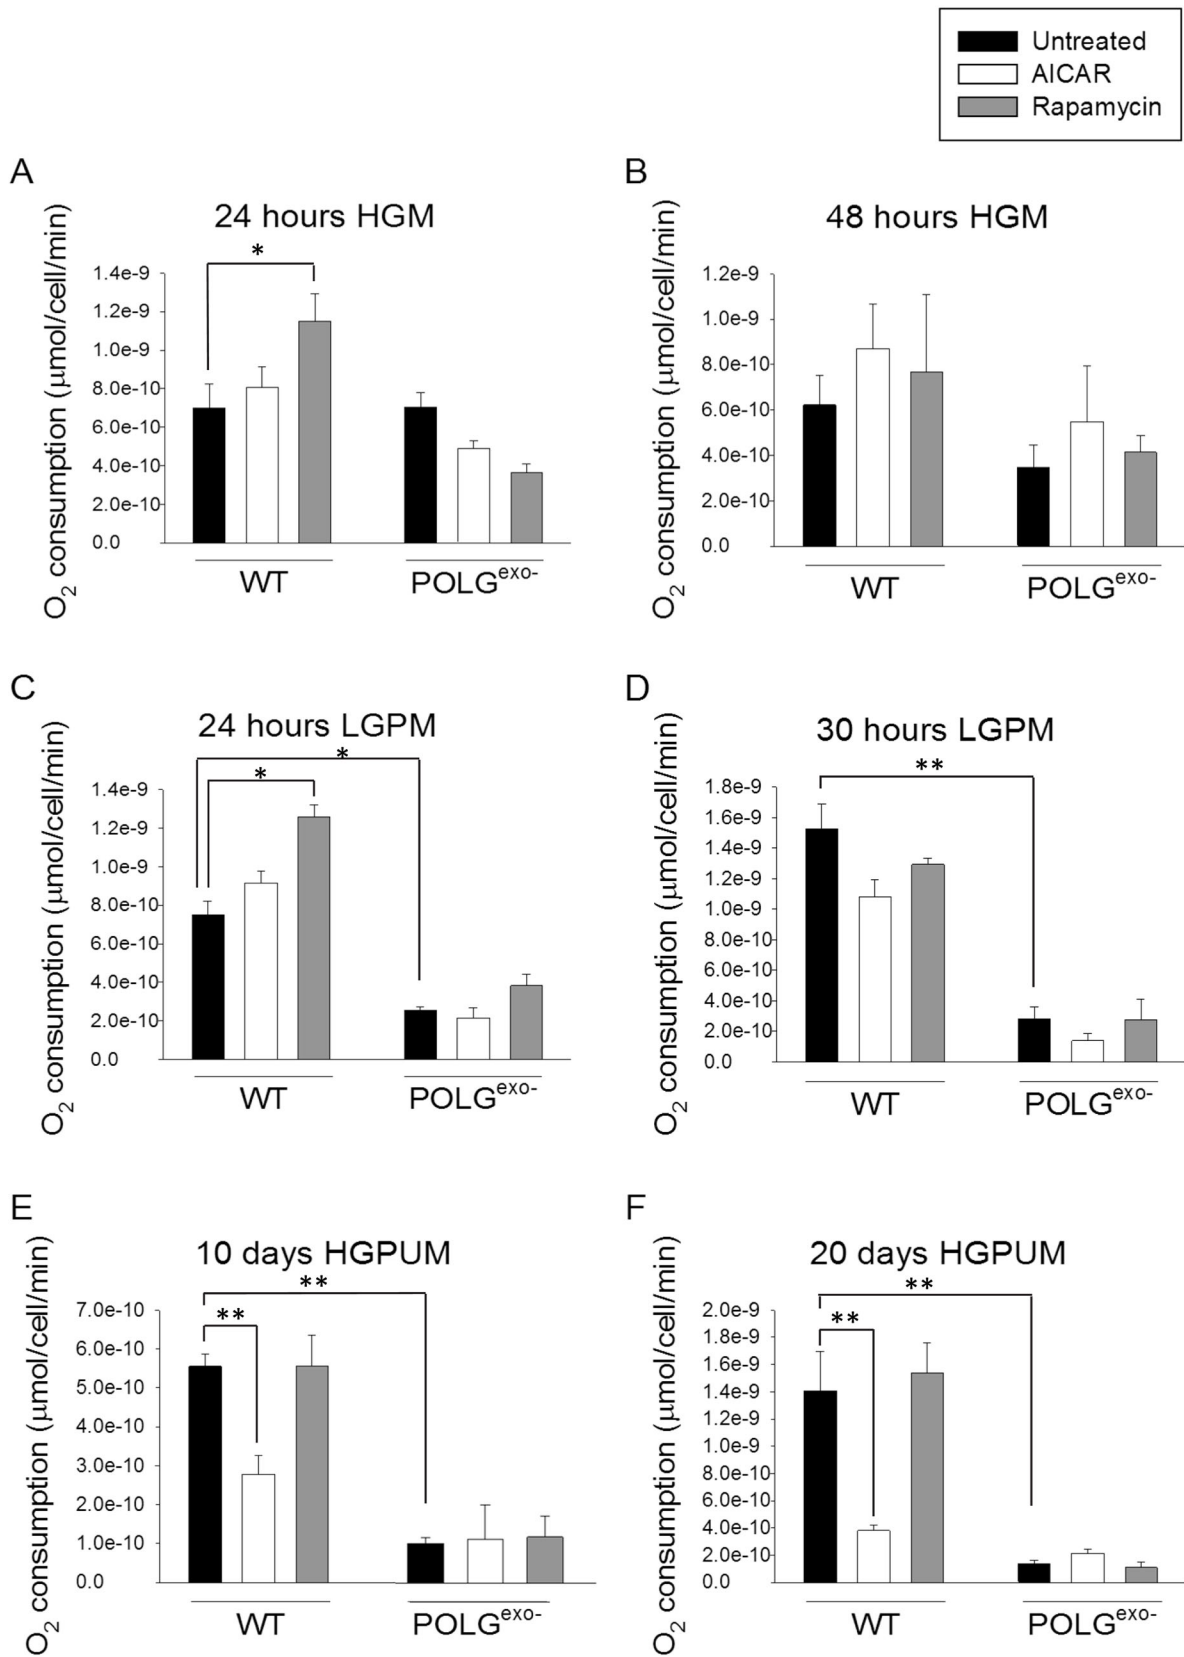 Untreated
AICAR
Rapamycin
A
24 hours HGM
O2 consumption (μmol/cell/min)
*
1.4e-9
1.2e-9
1.0e-9
8.0e-10
6.0e-10
4.0e-10
2.0e-10
0.0
WT
POLGexo-
B
48 hours HGM
O2 consumption (μmol/cell/min)
1.2e-9
1.0e-9
8.0e-10
6.0e-10
4.0e-10
2.0e-10
0.0
WT
POLGexo-
C
24 hours LGPM
O2 consumption (μmol/cell/min)
*
*
1.4e-9
1.2e-9
1.0e-9
8.0e-10
6.0e-10
4.0e-10
2.0e-10
0.0
WT
POLGexo-
D
30 hours LGPM
O2 consumption (μmol/cell/min)
**
1.8e-9
1.6e-9
1.4e-9
1.2e-9
1.0e-9
8.0e-10
6.0e-10
4.0e-10
2.0e-10
0.0
WT
POLGexo-
E
10 days HGPUM
O2 consumption (μmol/cell/min)
**
**
7.0e-10
6.0e-10
5.0e-10
4.0e-10
3.0e-10
2.0e-10
1.0e-10
0.0
WT
POLGexo-
F
20 days HGPUM
O2 consumption (μmol/cell/min)
**
**
2.0e-9
1.8e-9
1.6e-9
1.4e-9
1.2e-9
1.0e-9
8.0e-10
6.0e-10
4.0e-10
2.0e-10
0.0
WT
POLGexo-